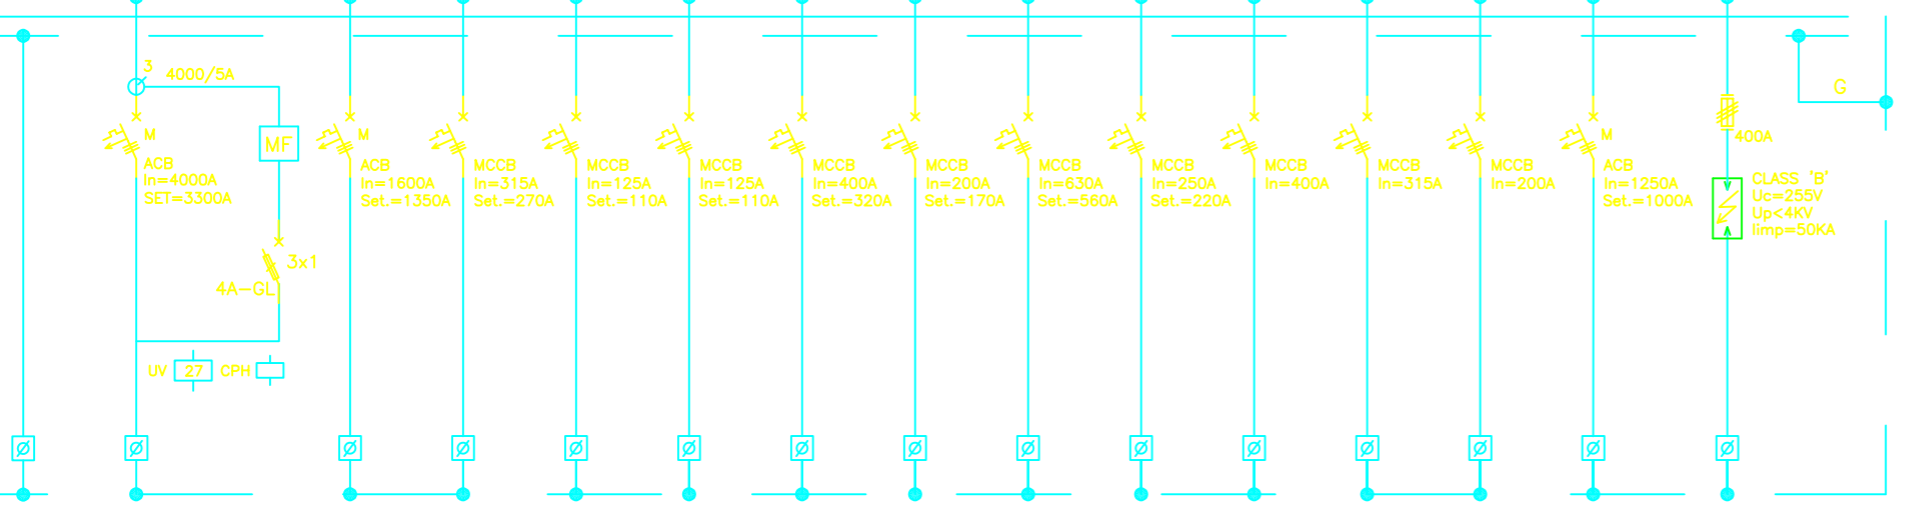 3
4000/5A
M
MF
ACB
In=4000A
SET=3300A
3x1
4A-GL
UV
27
CPH
M
ACB
In=1600A
Set.=1350A
MCCB
In=315A
Set.=270A
MCCB
In=125A
Set.=110A
MCCB
In=125A
Set.=110A
MCCB
In=400A
Set.=320A
MCCB
In=200A
Set.=170A
MCCB
In=630A
Set.=560A
MCCB
In=250A
Set.=220A
MCCB
In=400A
MCCB
In=315A
MCCB
In=200A
M
ACB
In=1250A
Set.=1000A
400A
CLASS 'B'
Uc=255V
Up<4KV
Iimp=50KA
G